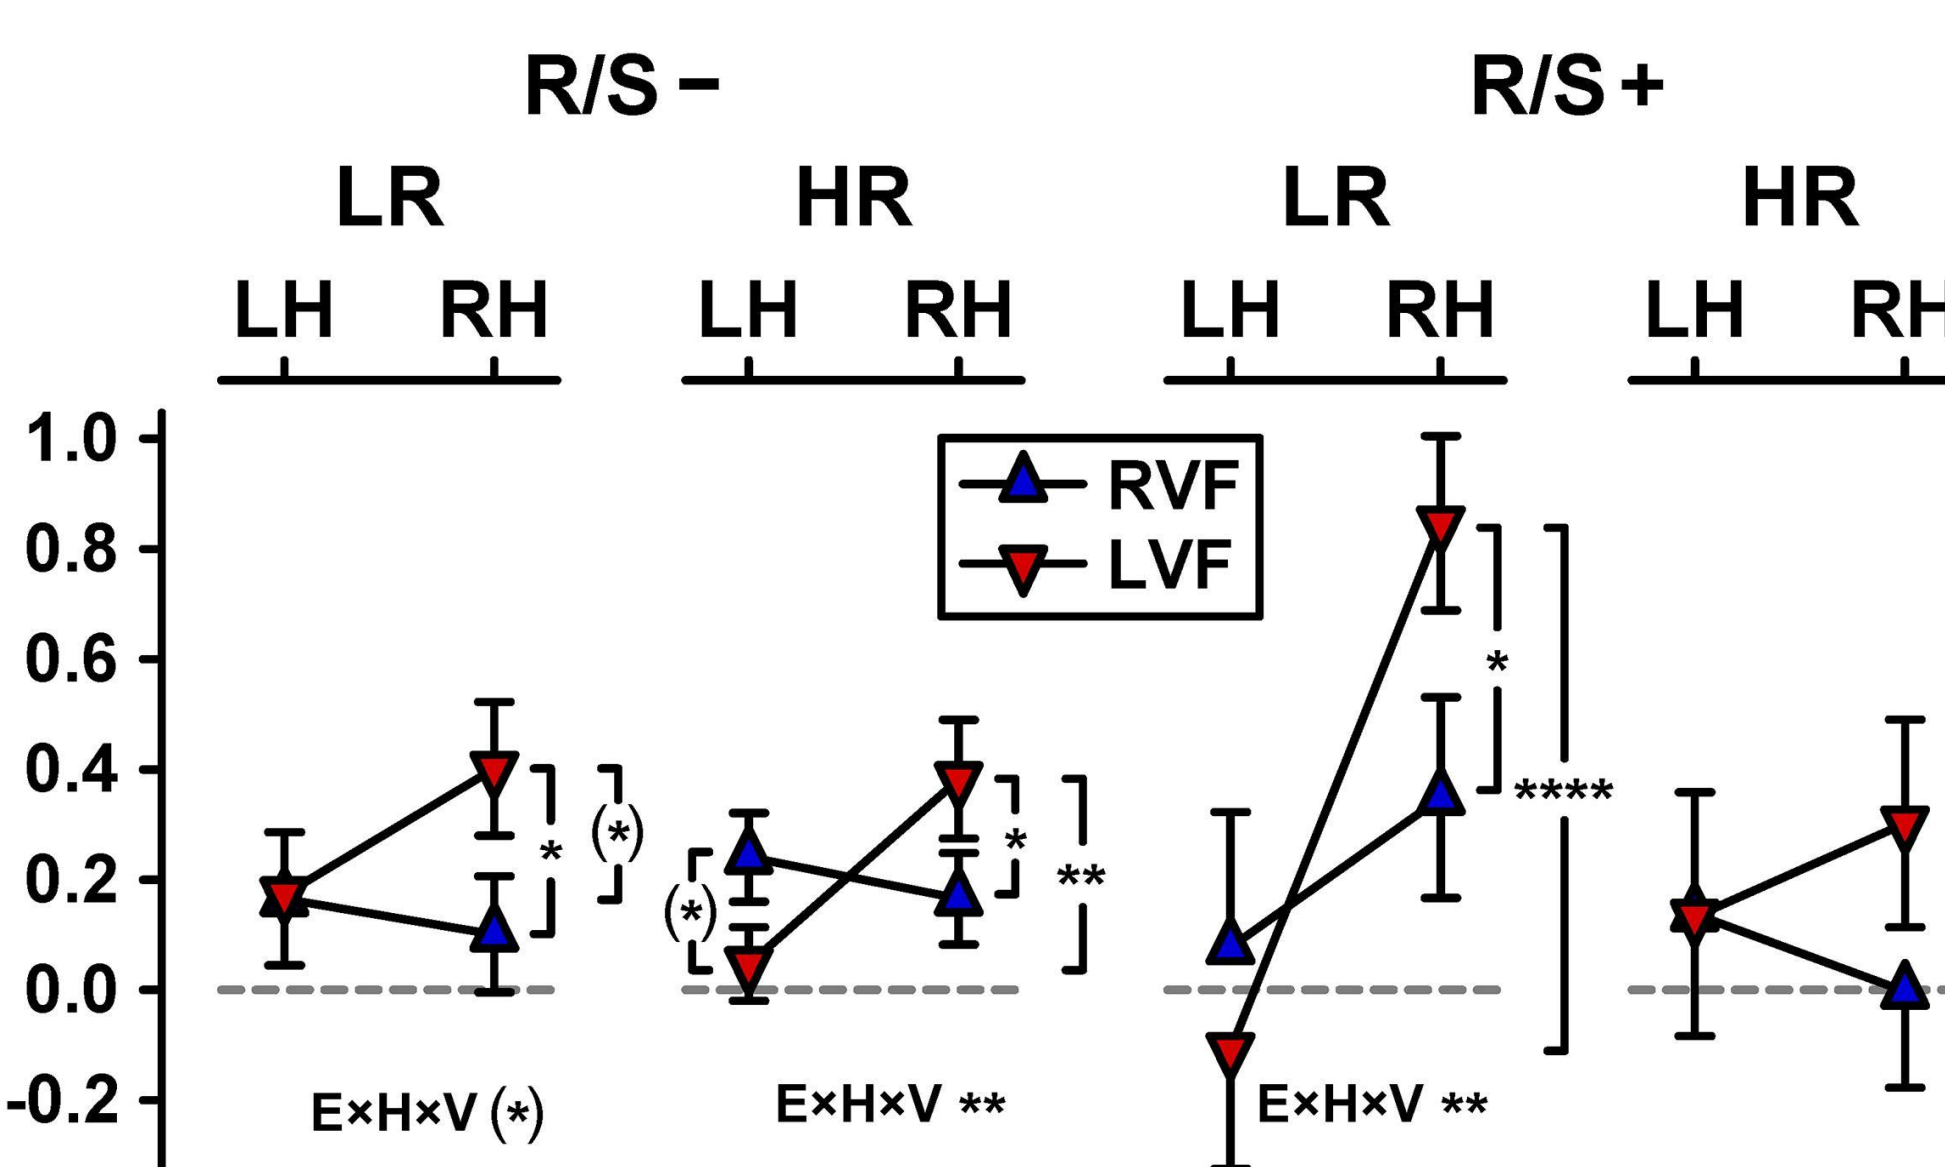 R/S − R/S +
LR HR LR HR
LH RH LH RH LH RH LH RH
1.0
RVF
0.8
LVF
0.6
*
0.4
****
* (*) * **
0.2
(*)
0.0
-0.2
E×H×V (*) E×H×V ** E×H×V **